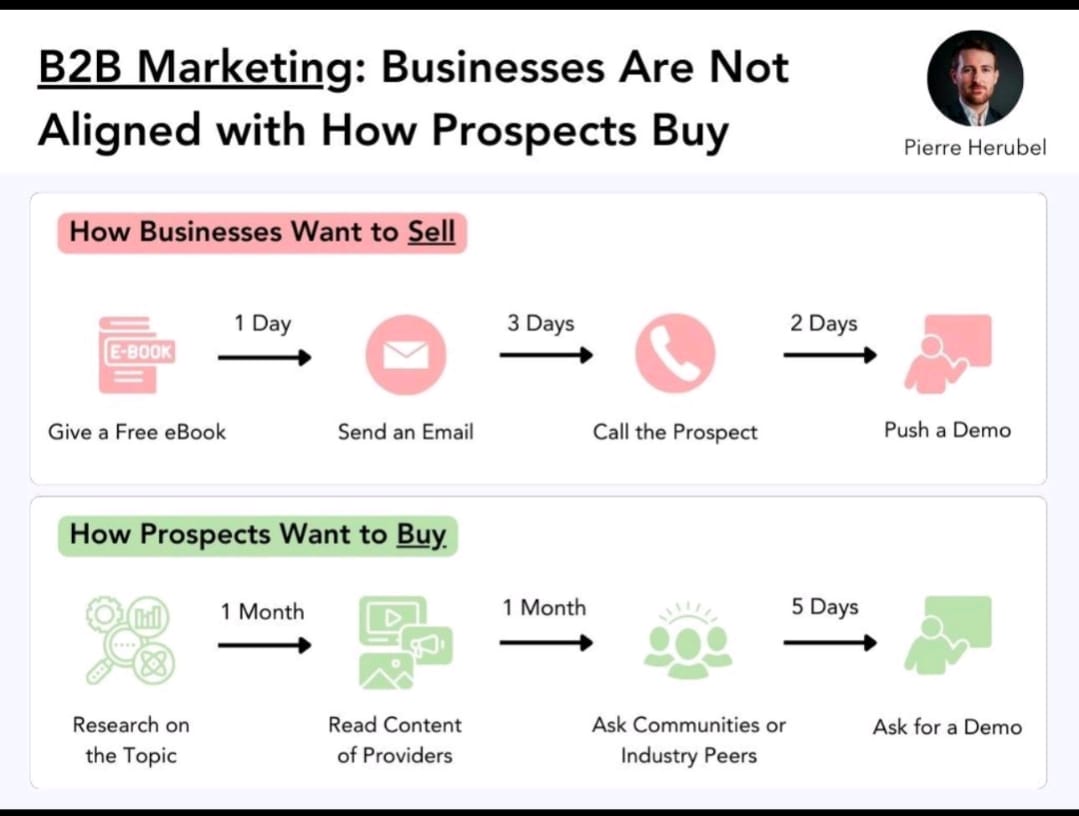 B2B Marketing: Businesses Are Not
Aligned with How Prospects Buy
Pierre Herubel
How Businesses Want to Sell
1 Day
3 Days
2 Days
E-BOOK
Give a Free eBook
Send an Email
Call the Prospect
Push a Demo
How Prospects Want to Buy
1 Month
1 Month
5 Days
Research on
the Topic
Read Content
of Providers
Ask Communities or
Industry Peers
Ask for a Demo